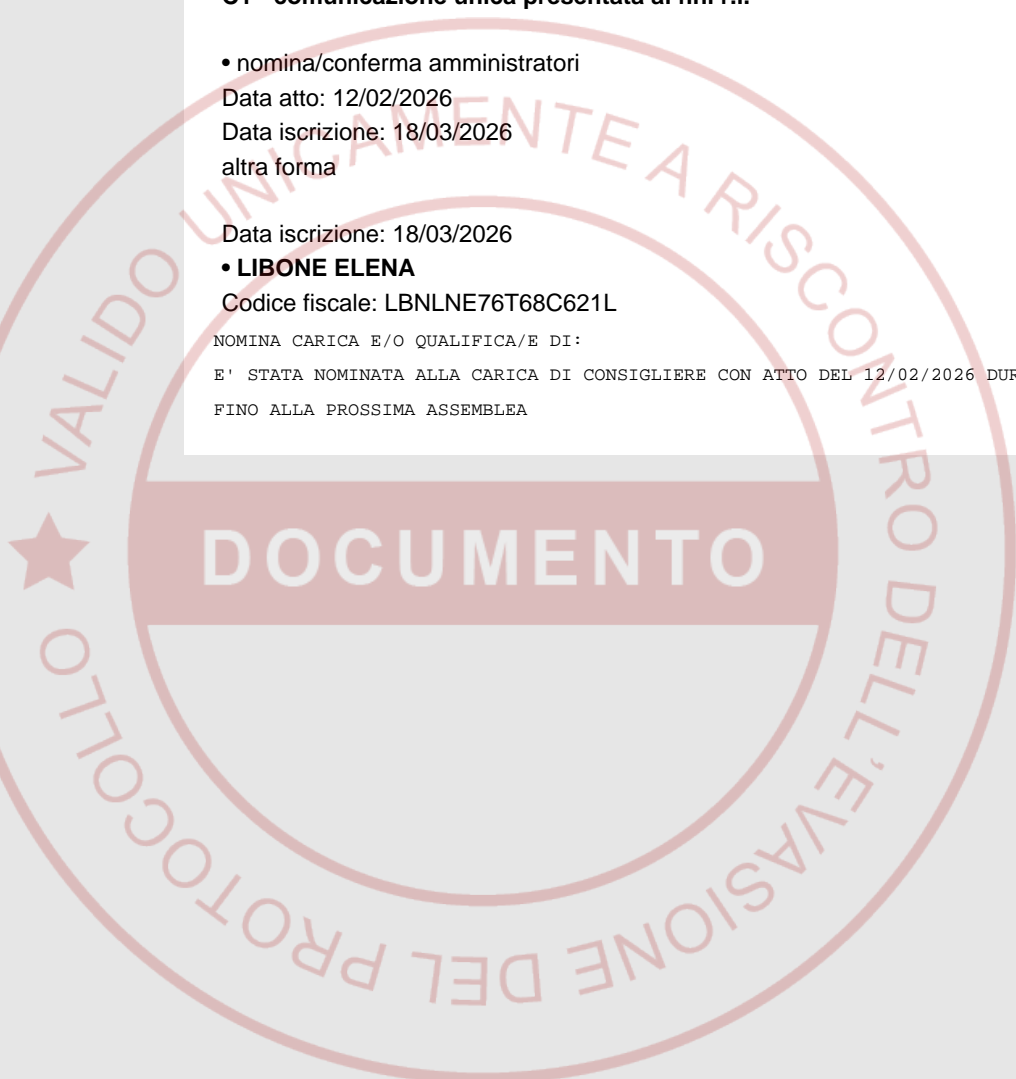 • nomina/conferma amministratori
Data atto: 12/02/2026
Data iscrizione: 18/03/2026
altra forma
Data iscrizione: 18/03/2026
• LIBONE ELENA
Codice fiscale: LBNLNE76T68C621L
NOMINA CARICA E/O QUALIFICA/E DI:
E' STATA NOMINATA ALLA CARICA DI CONSIGLIERE CON ATTO DEL 12/02/2026 DUR
FINO ALLA PROSSIMA ASSEMBLEA
VALIDO UNICAMENTE A RISCONTRO DELL'EVASIONE DEL PROTOCOLLO
DOCUMENTO